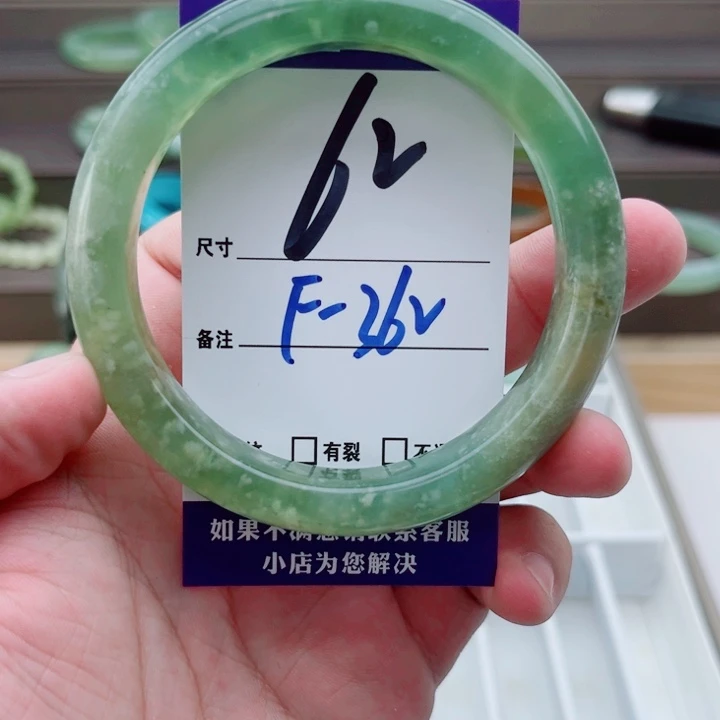 尺寸 62
备注 F-362
有裂
如果不满意请联系客服
小店为您解决